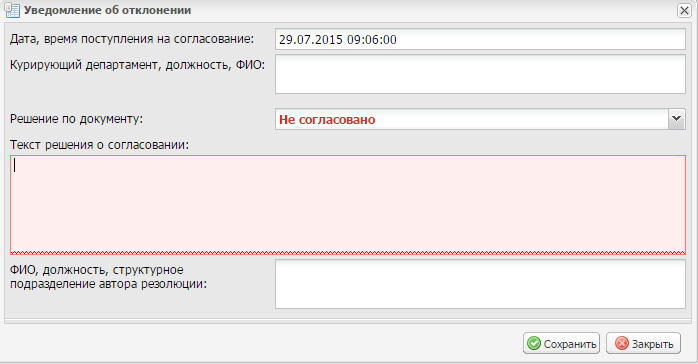 Уведомление об отклонении
Дата, время поступления на согласование: 29.07.2015 09:06:00
Курирующий департамент, должность, ФИО:
Решение по документу: Не согласовано
Текст решения о согласовании:
ФИО, должность, структурное
подразделение автора резолюции:
Сохранить Закрыть